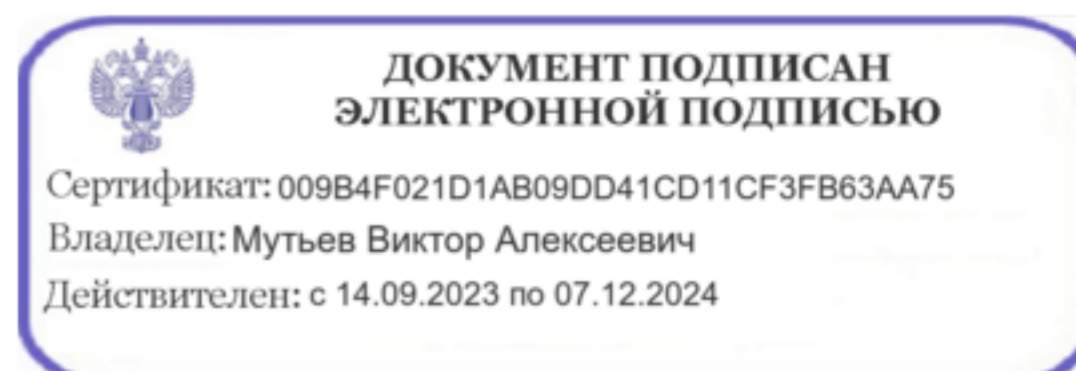 ДОКУМЕНТ ПОДПИСАН
ЭЛЕКТРОННОЙ ПОДПИСЬЮ
Сертификат: 009B4F021D1AB09DD41CD11CF3FB63AA75
Владелец: Мутьев Виктор Алексеевич
Действителен: с 14.09.2023 по 07.12.2024